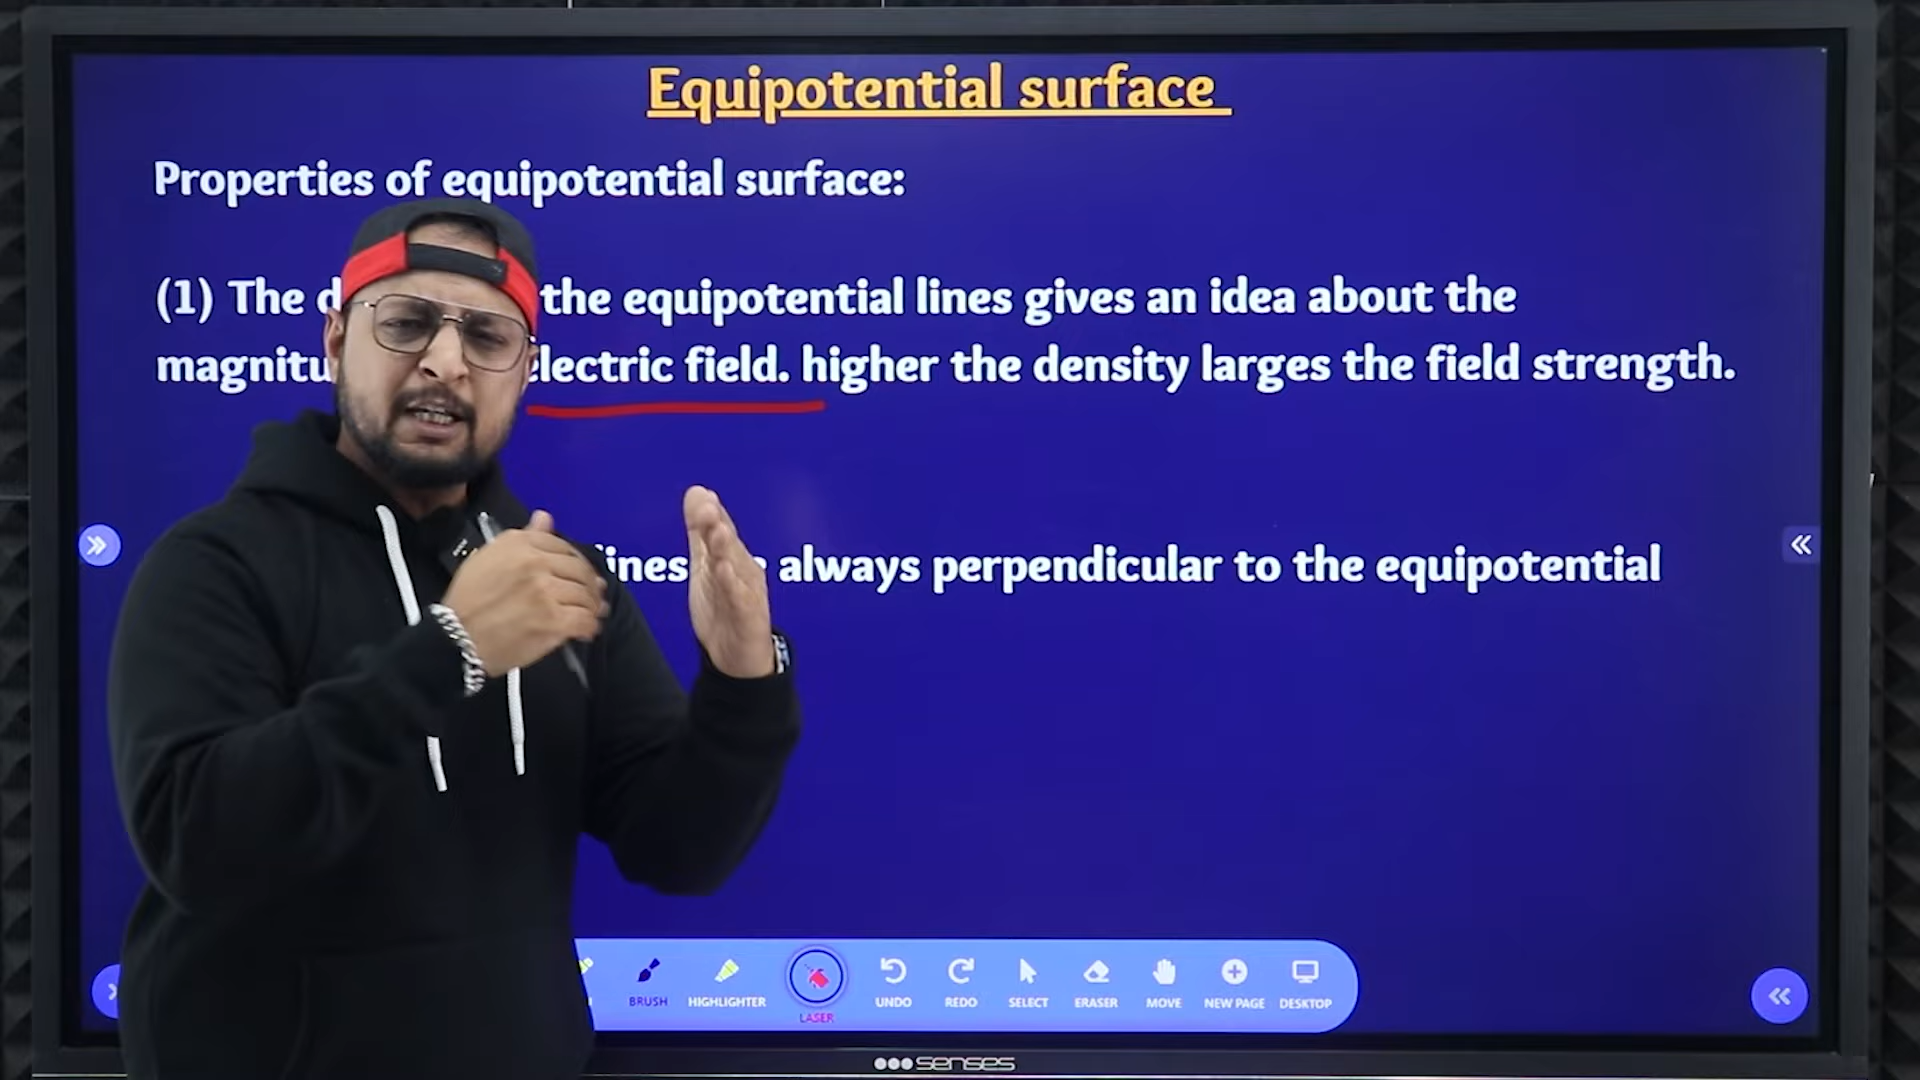 Equipotential surface
Properties of equipotential surface:
(1) The the equipotential lines gives an idea about the
electric field. higher the density larges the field strength.
lines always perpendicular to the equipotential
BRUSH HIGHLIGHTER LASER UNDO REDO SELECT ERASER MOVE NEW PAGE DESKTOP
senses